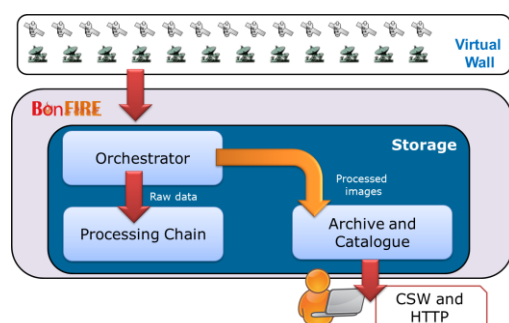 Virtual
Wall
BonFIRE
Storage
Orchestrator
Processed
images
Raw data
Processing Chain
Archive and
Catalogue
CSW and
HTTP